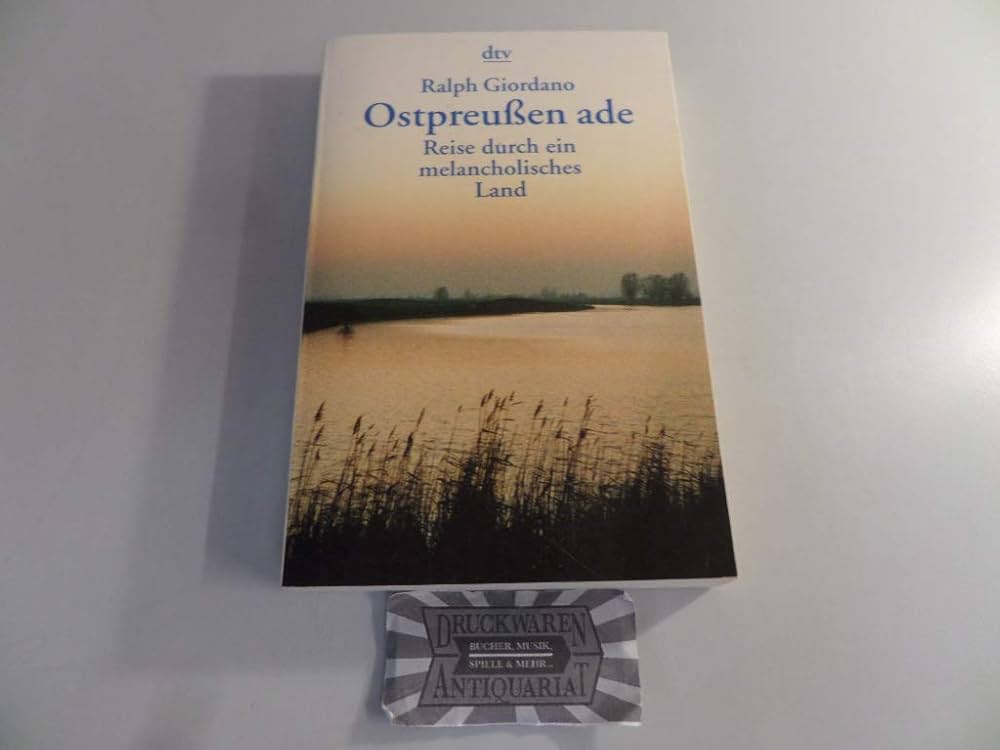 dtv
Ralph Giordano
Ostpreußen ade
Reise durch ein
melancholisches
Land
DRUCKWAREN
BÜCHER, MUSIK,
SPIELE & MEHR...
ANTIQUARIAT